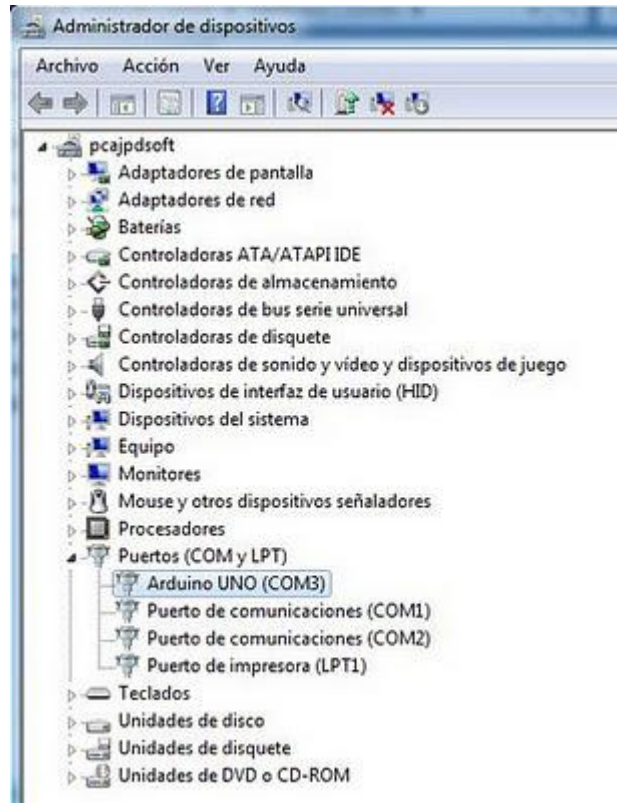 Administrador de dispositivos
Archivo Acción Ver Ayuda
pcajpdsoft
Adaptadores de pantalla
Adaptadores de red
Baterías
Controladoras ATA/ATAPI IDE
Controladoras de almacenamiento
Controladoras de bus serie universal
Controladoras de disquete
Controladoras de sonido y vídeo y dispositivos de juego
Dispositivos de interfaz de usuario (HID)
Dispositivos del sistema
Equipo
Monitores
Mouse y otros dispositivos señaladores
Procesadores
Puertos (COM y LPT)
Arduino UNO (COM3)
Puerto de comunicaciones (COM1)
Puerto de comunicaciones (COM2)
Puerto de impresora (LPT1)
Teclados
Unidades de disco
Unidades de disquete
Unidades de DVD o CD-ROM